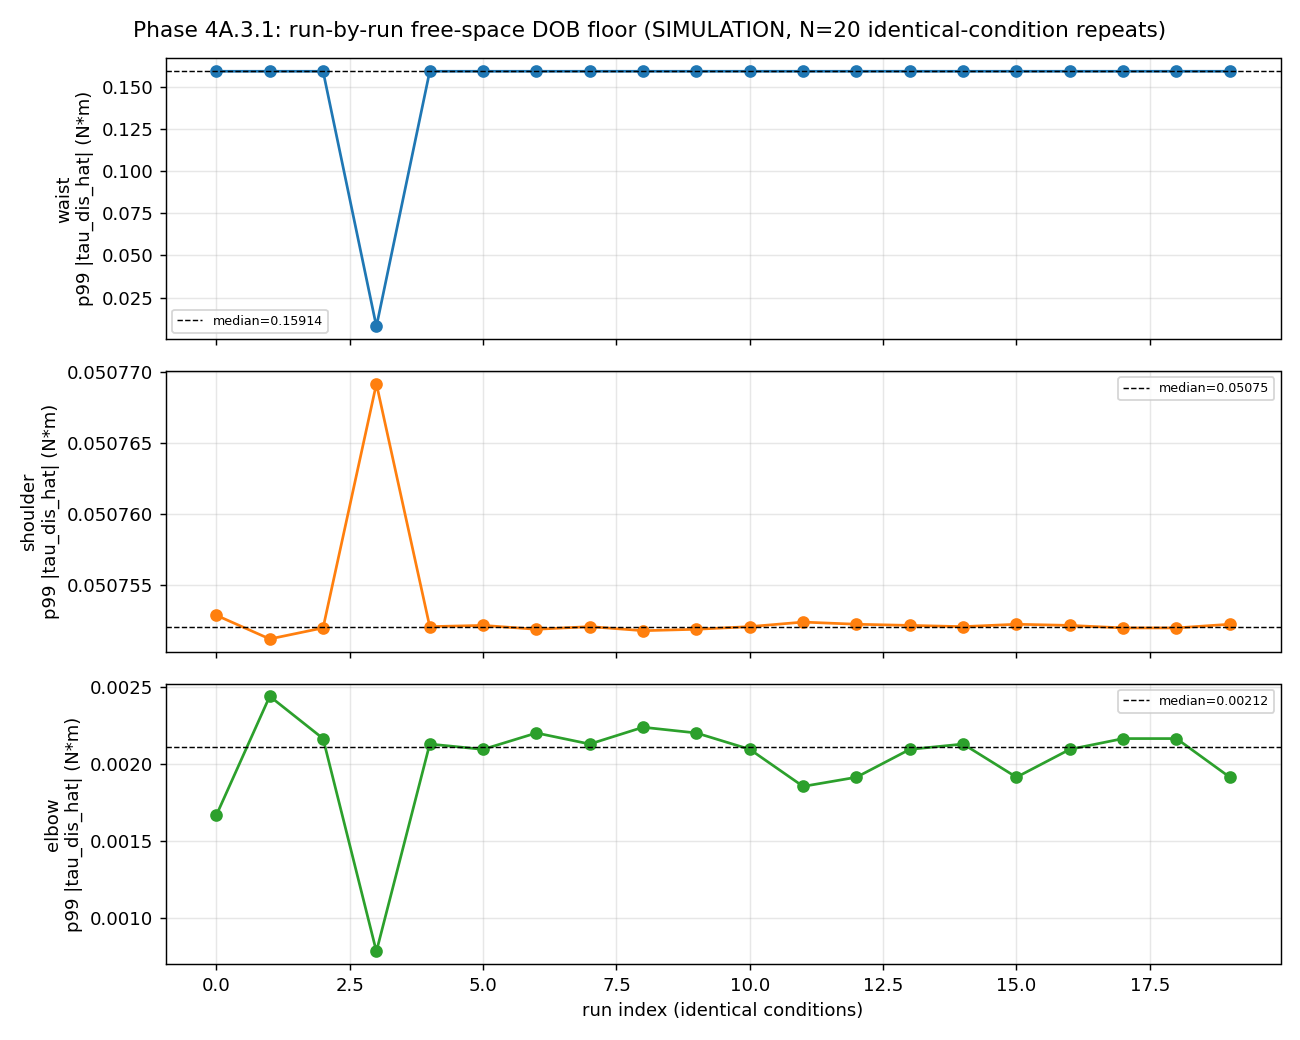 Phase 4A.3.1: run-by-run free-space DOB floor (SIMULATION, N=20 identical-condition repeats)
waist
p99 |tau_dis_hat| (N*m)
0.150
0.125
0.100
0.075
0.050
0.025
median=0.15914
shoulder
p99 |tau_dis_hat| (N*m)
0.050770
0.050765
0.050760
0.050755
median=0.05075
elbow
p99 |tau_dis_hat| (N*m)
0.0025
0.0020
0.0015
0.0010
median=0.00212
0.0 2.5 5.0 7.5 10.0 12.5 15.0 17.5
run index (identical conditions)